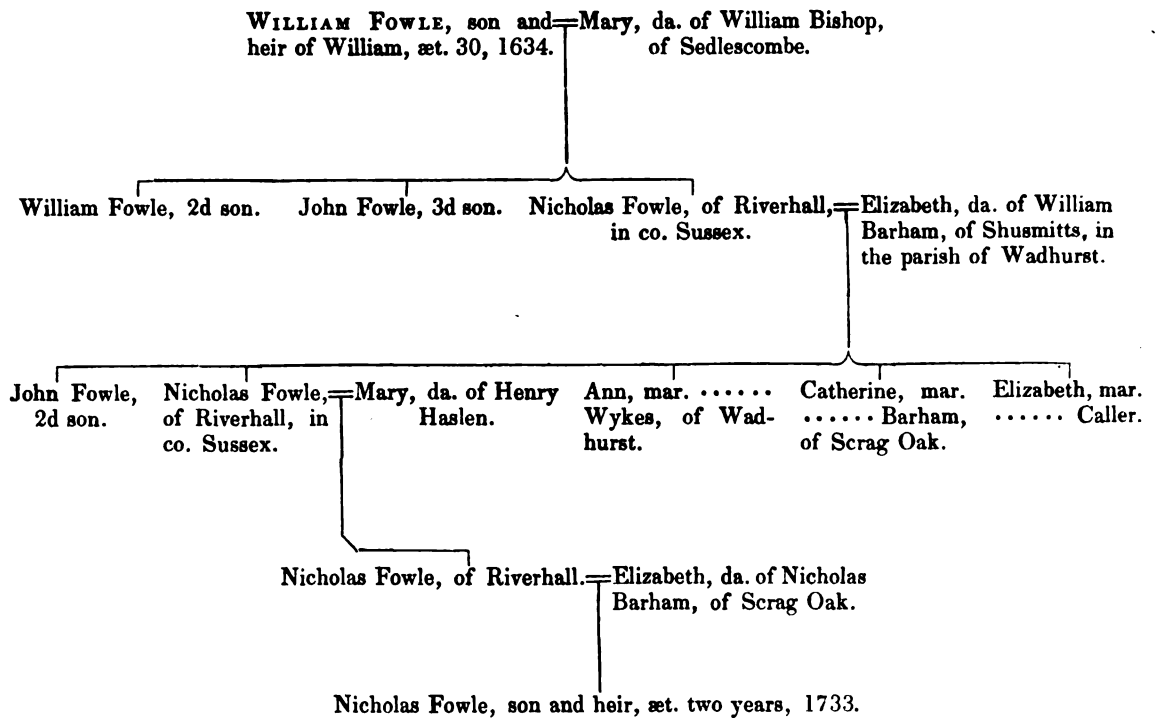 WILLIAM FOWLE, son and=Mary, da. of William Bishop,
heir of William, æt. 30, 1634. of Sedlescombe.
William Fowle, 2d son. John Fowle, 3d son. Nicholas Fowle, of Riverhall,=Elizabeth, da. of William
in co. Sussex. Barham, of Shusmitts, in
the parish of Wadhurst.
John Fowle, Nicholas Fowle,=Mary, da. of Henry Ann, mar. ...... Catherine, mar. Elizabeth, mar.
2d son. of Riverhall, in Haslen. Wykes, of Wad- ...... Barham, ...... Caller.
co. Sussex. hurst. of Scrag Oak.
Nicholas Fowle, of Riverhall.=Elizabeth, da. of Nicholas
Barham, of Scrag Oak.
Nicholas Fowle, son and heir, æt. two years, 1733.